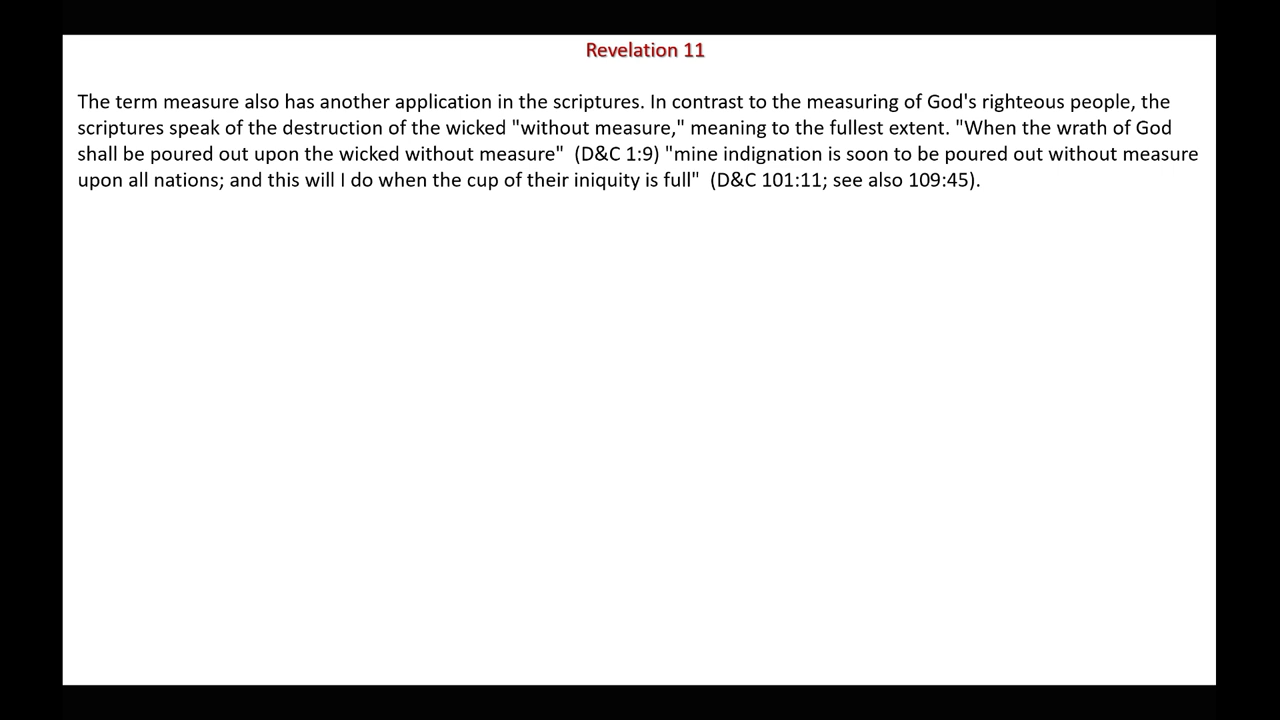 Revelation 11
The term measure also has another application in the scriptures. In contrast to the measuring of God's righteous people, the
scriptures speak of the destruction of the wicked "without measure," meaning to the fullest extent. "When the wrath of God
shall be poured out upon the wicked without measure"  (D&C 1:9) "mine indignation is soon to be poured out without measure
upon all nations; and this will I do when the cup of their iniquity is full"  (D&C 101:11; see also 109:45).